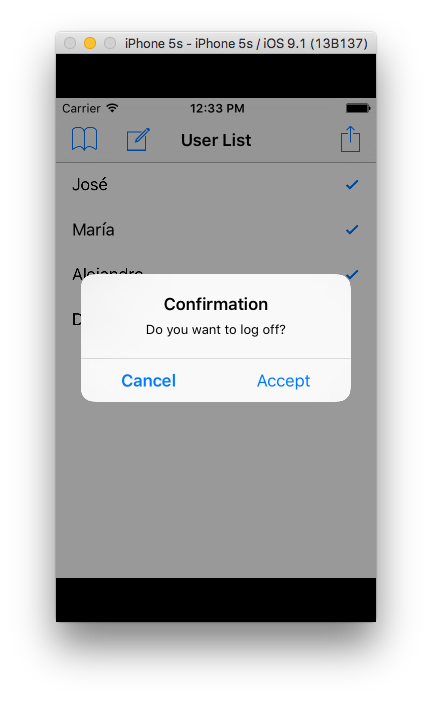 iPhone 5s - iPhone 5s / iOS 9.1 (13B137)
Carrier 12:33 PM
User List
José
María
Alejandro
Confirmation
Do you want to log off?
Cancel Accept